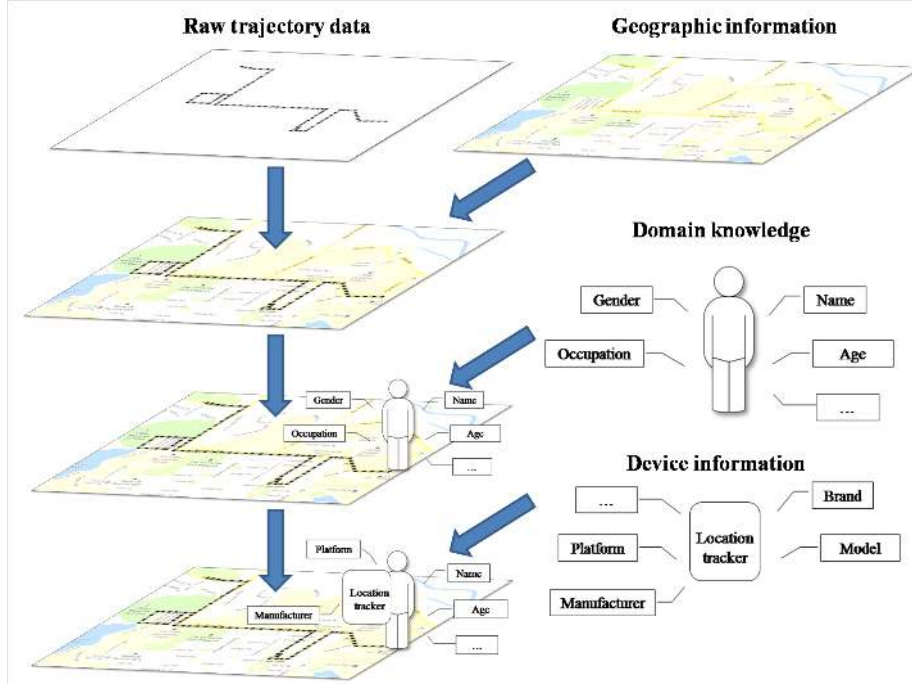 Raw trajectory data
Geographic information
Domain knowledge
Gender
Name
Occupation
Age
...
Gender
Name
Occupation
Age
...
Device information
...
Brand
Platform
Location
tracker
Model
Manufacturer
Platform
Name
Location
tracker
Manufacturer
Age
...